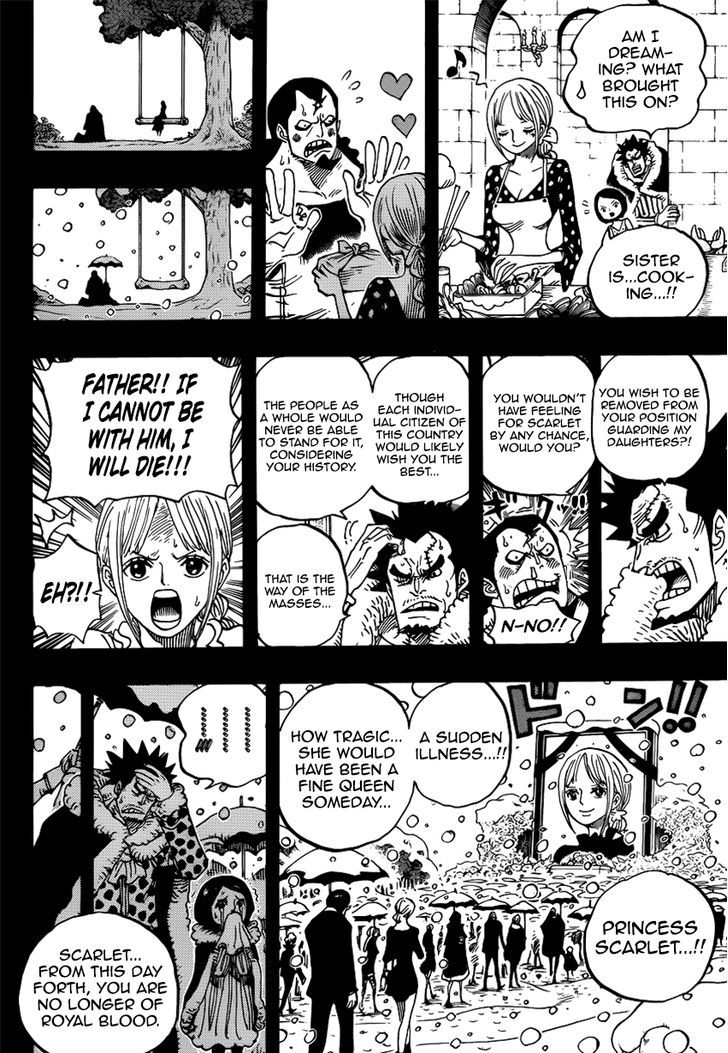 AM I
DREAM-
ING? WHAT
BROUGHT
THIS ON?
SISTER
IS...COOK-
ING...!!
YOU WISH TO BE
REMOVED FROM
YOUR POSITION
GUARDING MY
DAUGHTERS?!
YOU WOULDN'T
HAVE FEELING
FOR SCARLET
BY ANY CHANCE,
WOULD YOU?
N-NO!!
THOUGH
EACH INDIVID-
UAL CITIZEN OF
THIS COUNTRY
WOULD LIKELY
WISH YOU THE
BEST...
THE PEOPLE AS
A WHOLE WOULD
NEVER BE ABLE
TO STAND FOR IT,
CONSIDERING
YOUR HISTORY.
THAT IS THE
WAY OF THE
MASSES...
FATHER!! IF
I CANNOT BE
WITH HIM, I
WILL DIE!!!
EH?!!
ドーン!!
A SUDDEN
ILLNESS...!!
HOW TRAGIC...
SHE WOULD
HAVE BEEN A
FINE QUEEN
SOMEDAY...
PRINCESS
SCARLET...!!
.........!!!
SCARLET...
FROM THIS DAY
FORTH, YOU ARE
NO LONGER OF
ROYAL BLOOD.